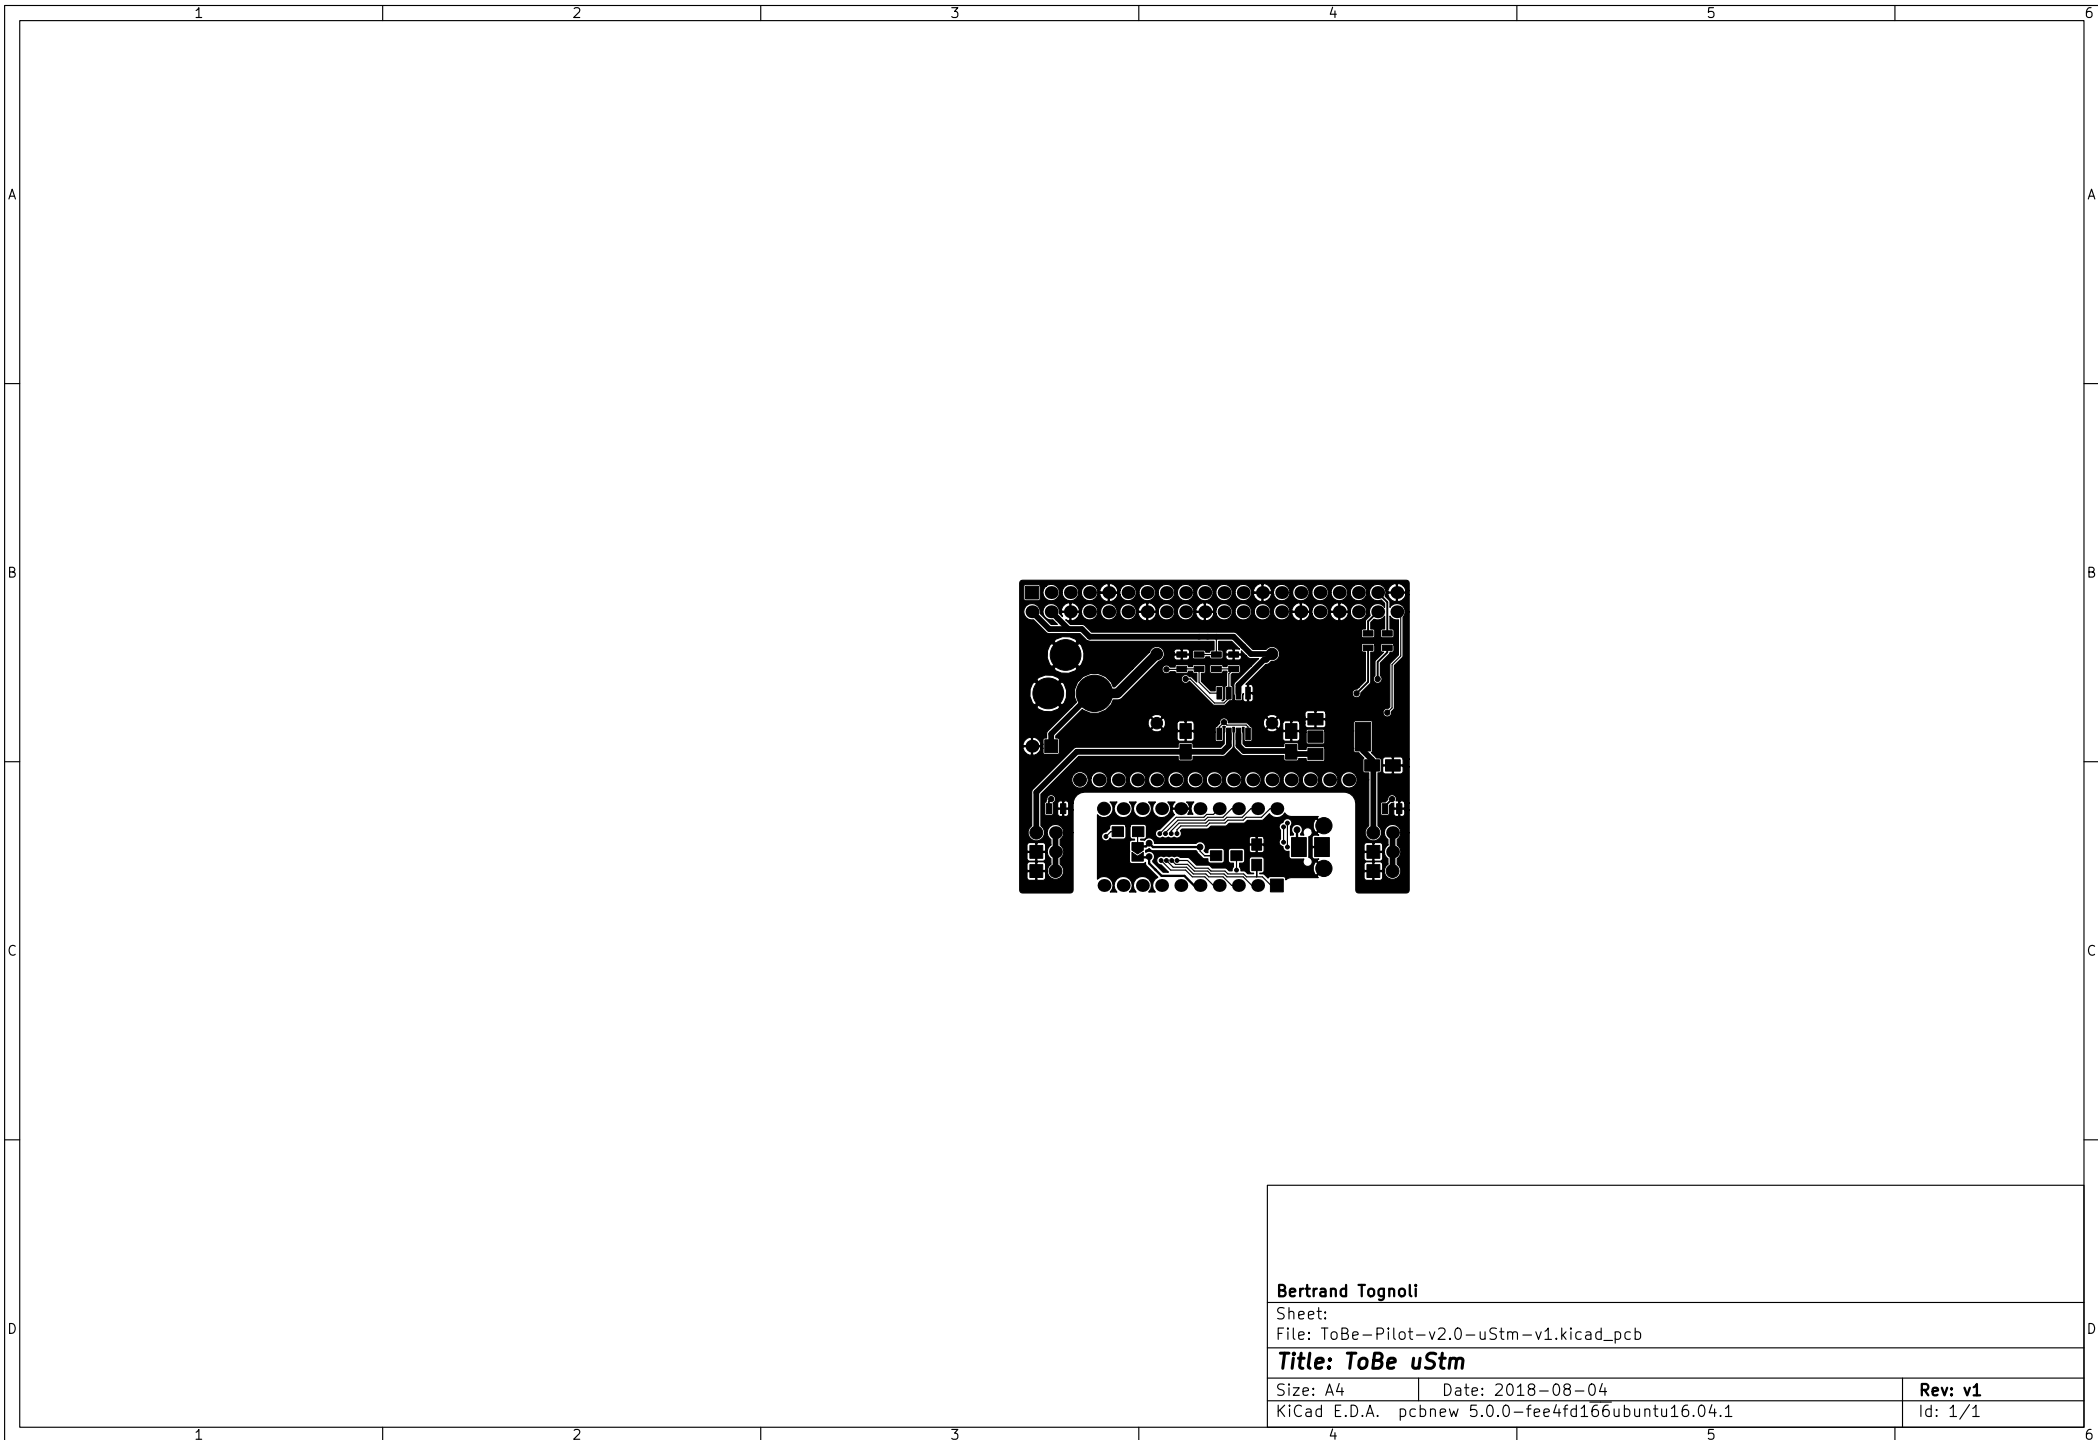 1 2 3 4 5 6
A A
B B
C C
D D
Bertrand Tognoli
Sheet:
File: ToBe-Pilot-v2.0-uStm-v1.kicad_pcb
Title: ToBe uStm
Size: A4 Date: 2018-08-04 Rev: v1
KiCad E.D.A. pcbnew 5.0.0-fee4fd166ubuntu16.04.1 Id: 1/1
1 2 3 4 5 6